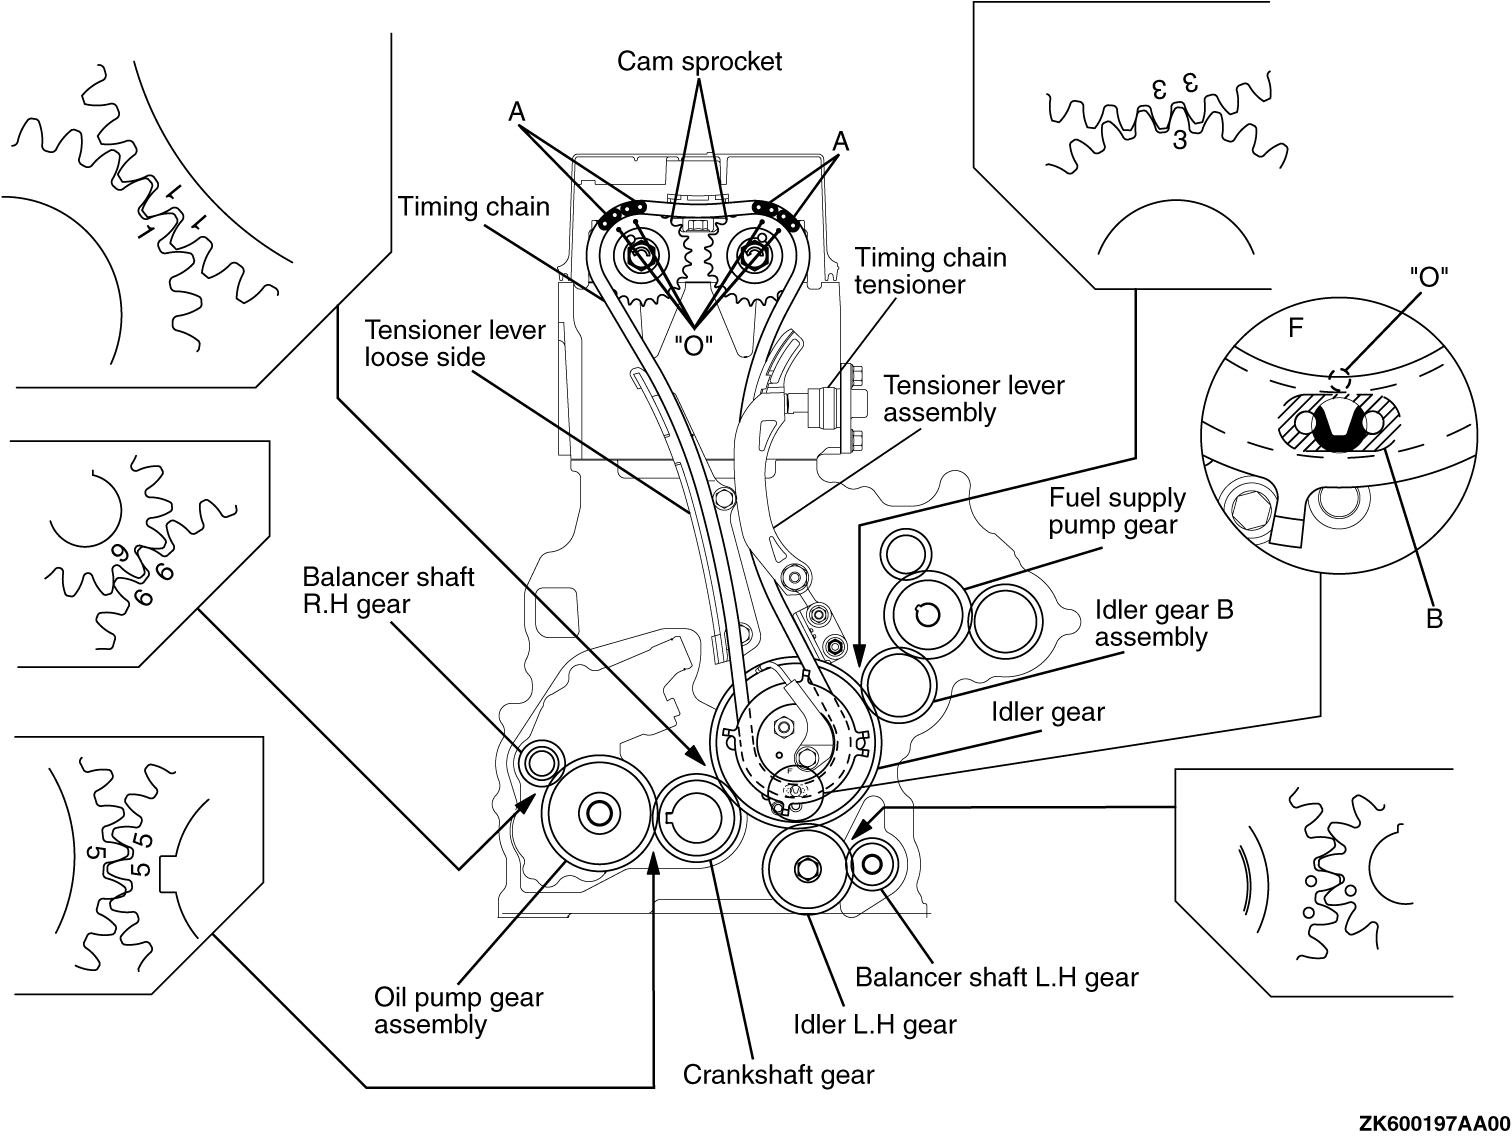 Cam sprocket
A
A
3 3
3
1
1
1
Timing chain
Timing chain
tensioner
"O"
F
Tensioner lever
loose side
"O"
Tensioner lever
assembly
Fuel supply
pump gear
6
6
6
Balancer shaft
R.H gear
Idler gear B
assembly
B
Idler gear
F
5
5
5
Balancer shaft L.H gear
Oil pump gear
assembly
Idler L.H gear
Crankshaft gear
ZK600197AA00